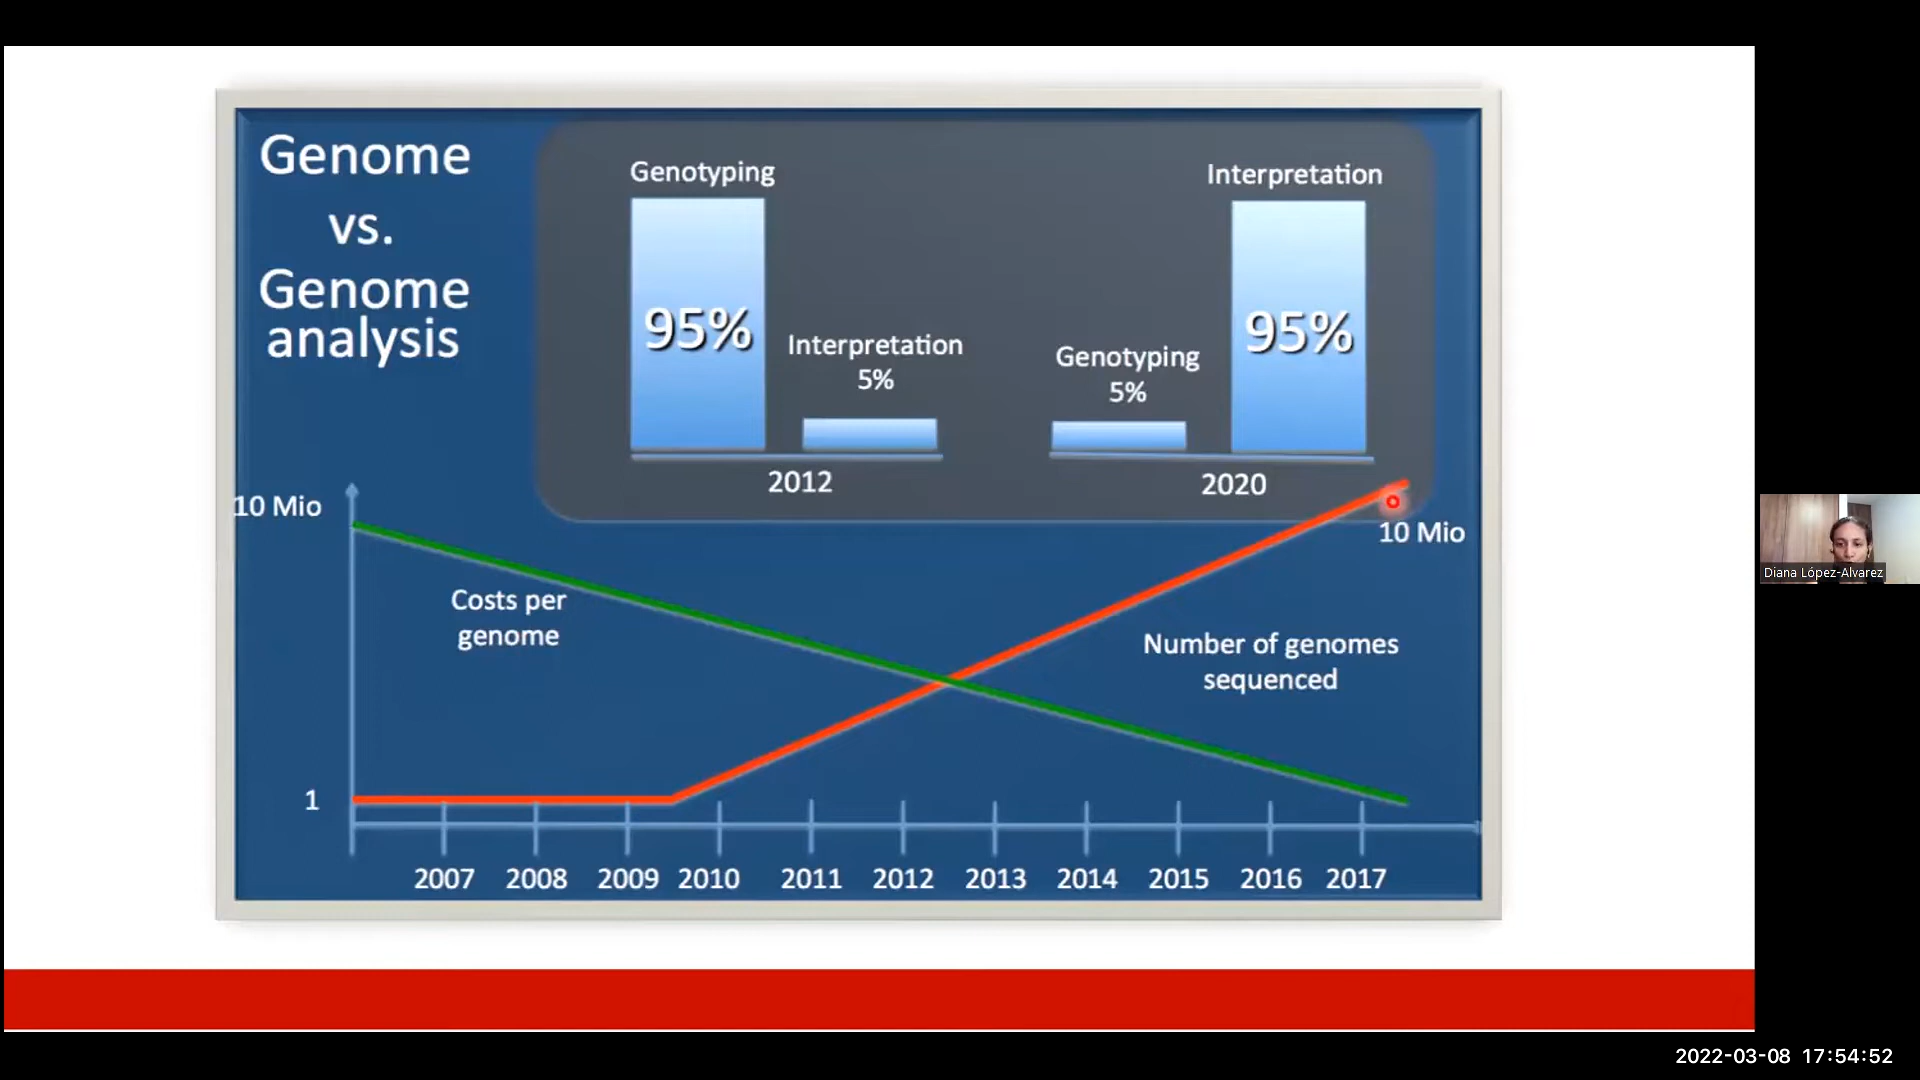 Genome
vs.
Genome
analysis
Genotyping
95%
Interpretation
5%
2012
Genotyping
5%
Interpretation
95%
2020
10 Mio
10 Mio
Costs per
genome
Number of genomes
sequenced
1
2007 2008 2009 2010 2011 2012 2013 2014 2015 2016 2017
Diana López-Alvarez
2022-03-08 17:54:52